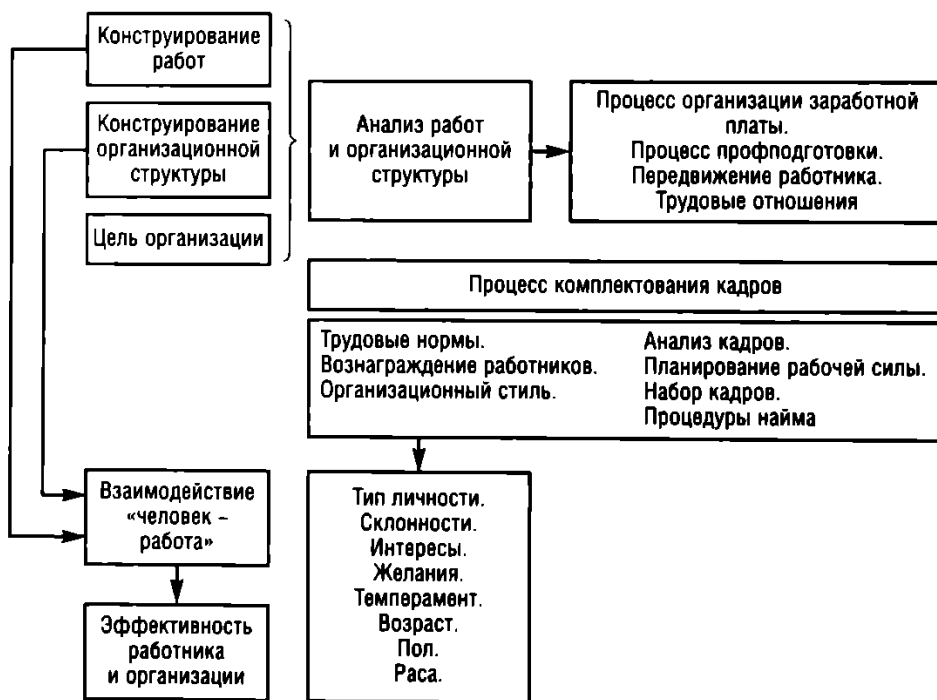 Конструирование
работ
Конструирование
организационной
структуры
Цель организации
Анализ работ
и организационной
структуры
Процесс организации заработной
платы.
Процесс профподготовки.
Передвижение работника.
Трудовые отношения
Процесс комплектования кадров
Трудовые нормы.
Вознаграждение работников.
Организационный стиль.
Анализ кадров.
Планирование рабочей силы.
Набор кадров.
Процедуры найма
Взаимодействие
«человек –
работа»
Эффективность
работника
и организации
Тип личности.
Склонности.
Интересы.
Желания.
Темперамент.
Возраст.
Пол.
Раса.